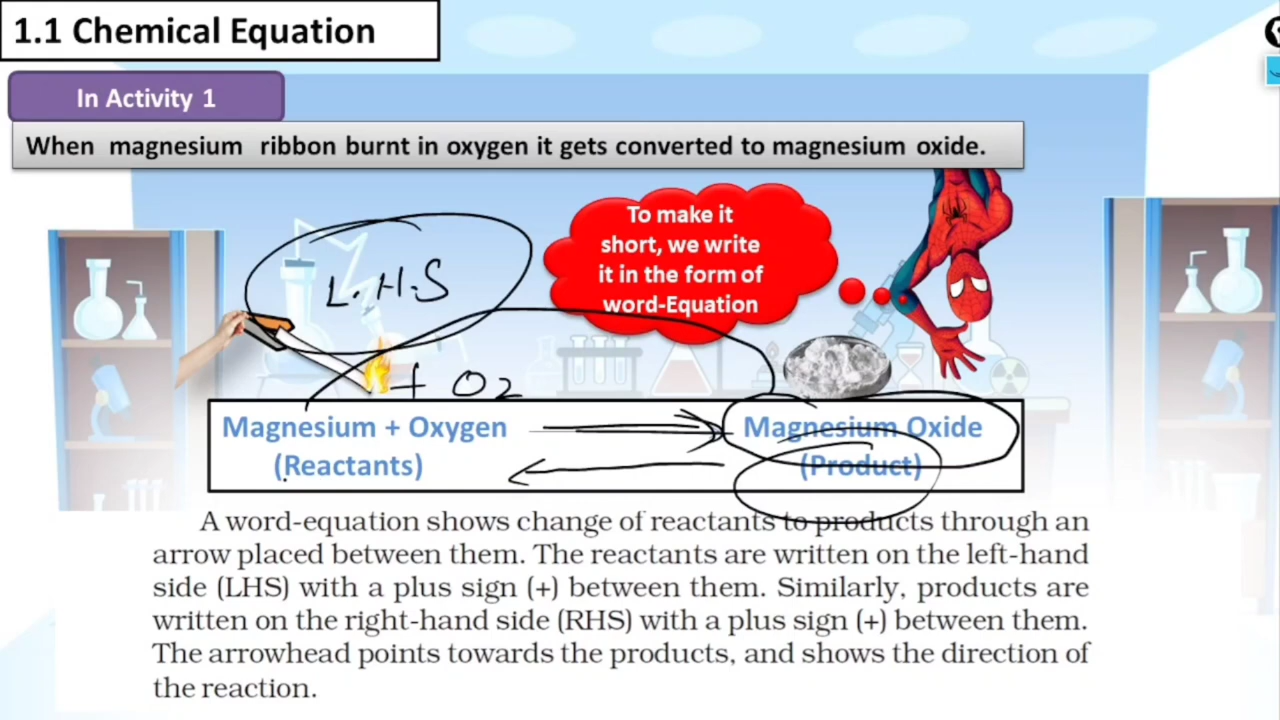 1.1 Chemical Equation
In Activity 1
When magnesium ribbon burnt in oxygen it gets converted to magnesium oxide.
To make it
short, we write
it in the form of
word-Equation
L.H.S
+ O2
Magnesium + Oxygen
Magnesium Oxide
(Reactants)
(Product)
A word-equation shows change of reactants to products through an
arrow placed between them. The reactants are written on the left-hand
side (LHS) with a plus sign (+) between them. Similarly, products are
written on the right-hand side (RHS) with a plus sign (+) between them.
The arrowhead points towards the products, and shows the direction of
the reaction.